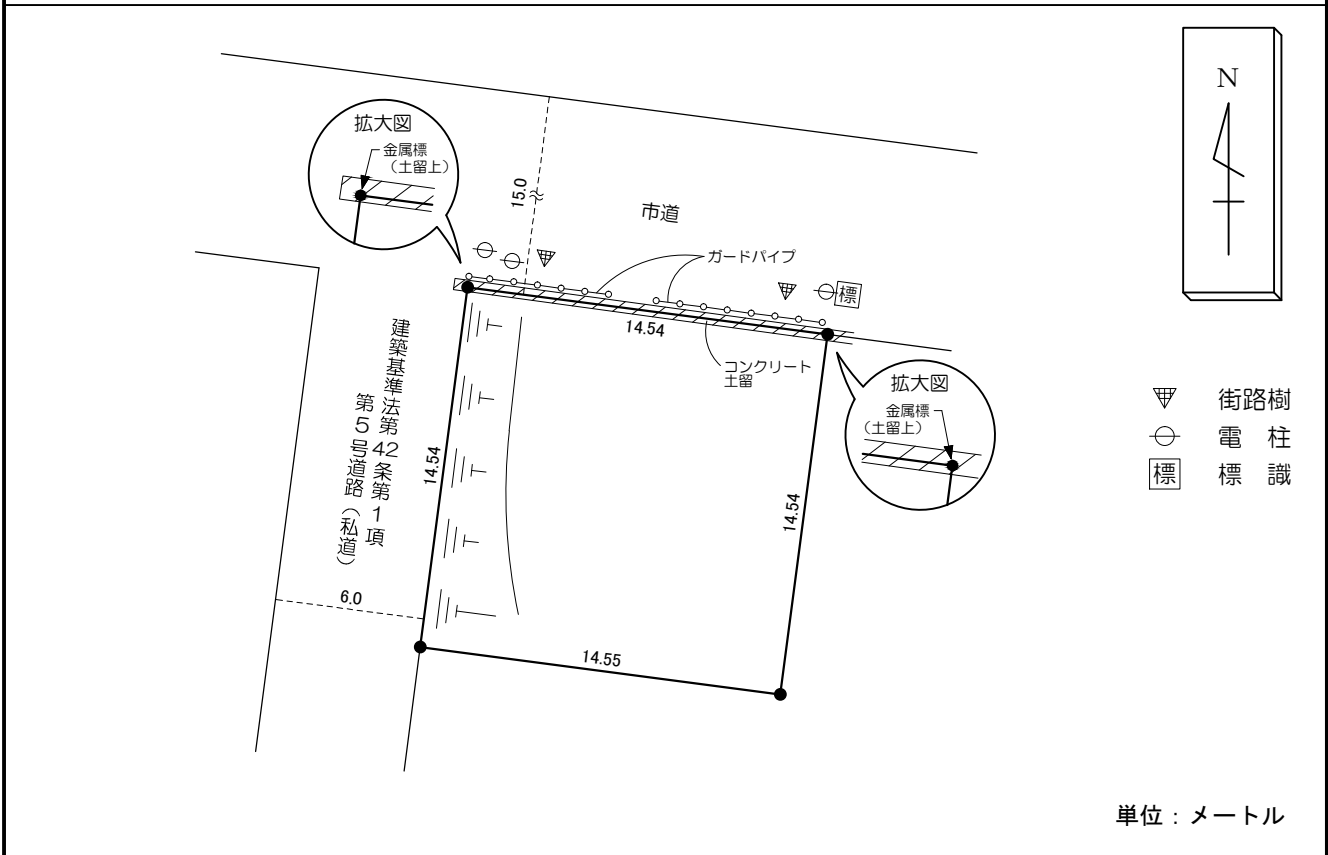 N
拡大図
金属標
（土留上）
15.0
市道
ガードパイプ
標
14.54
コンクリート
土留
拡大図
金属標
（土留上）
建築基準法第42条第1項
第5号道路（私道）
14.54
14.54
6.0
14.55
街路樹
電 柱
標 標 識
単位：メートル